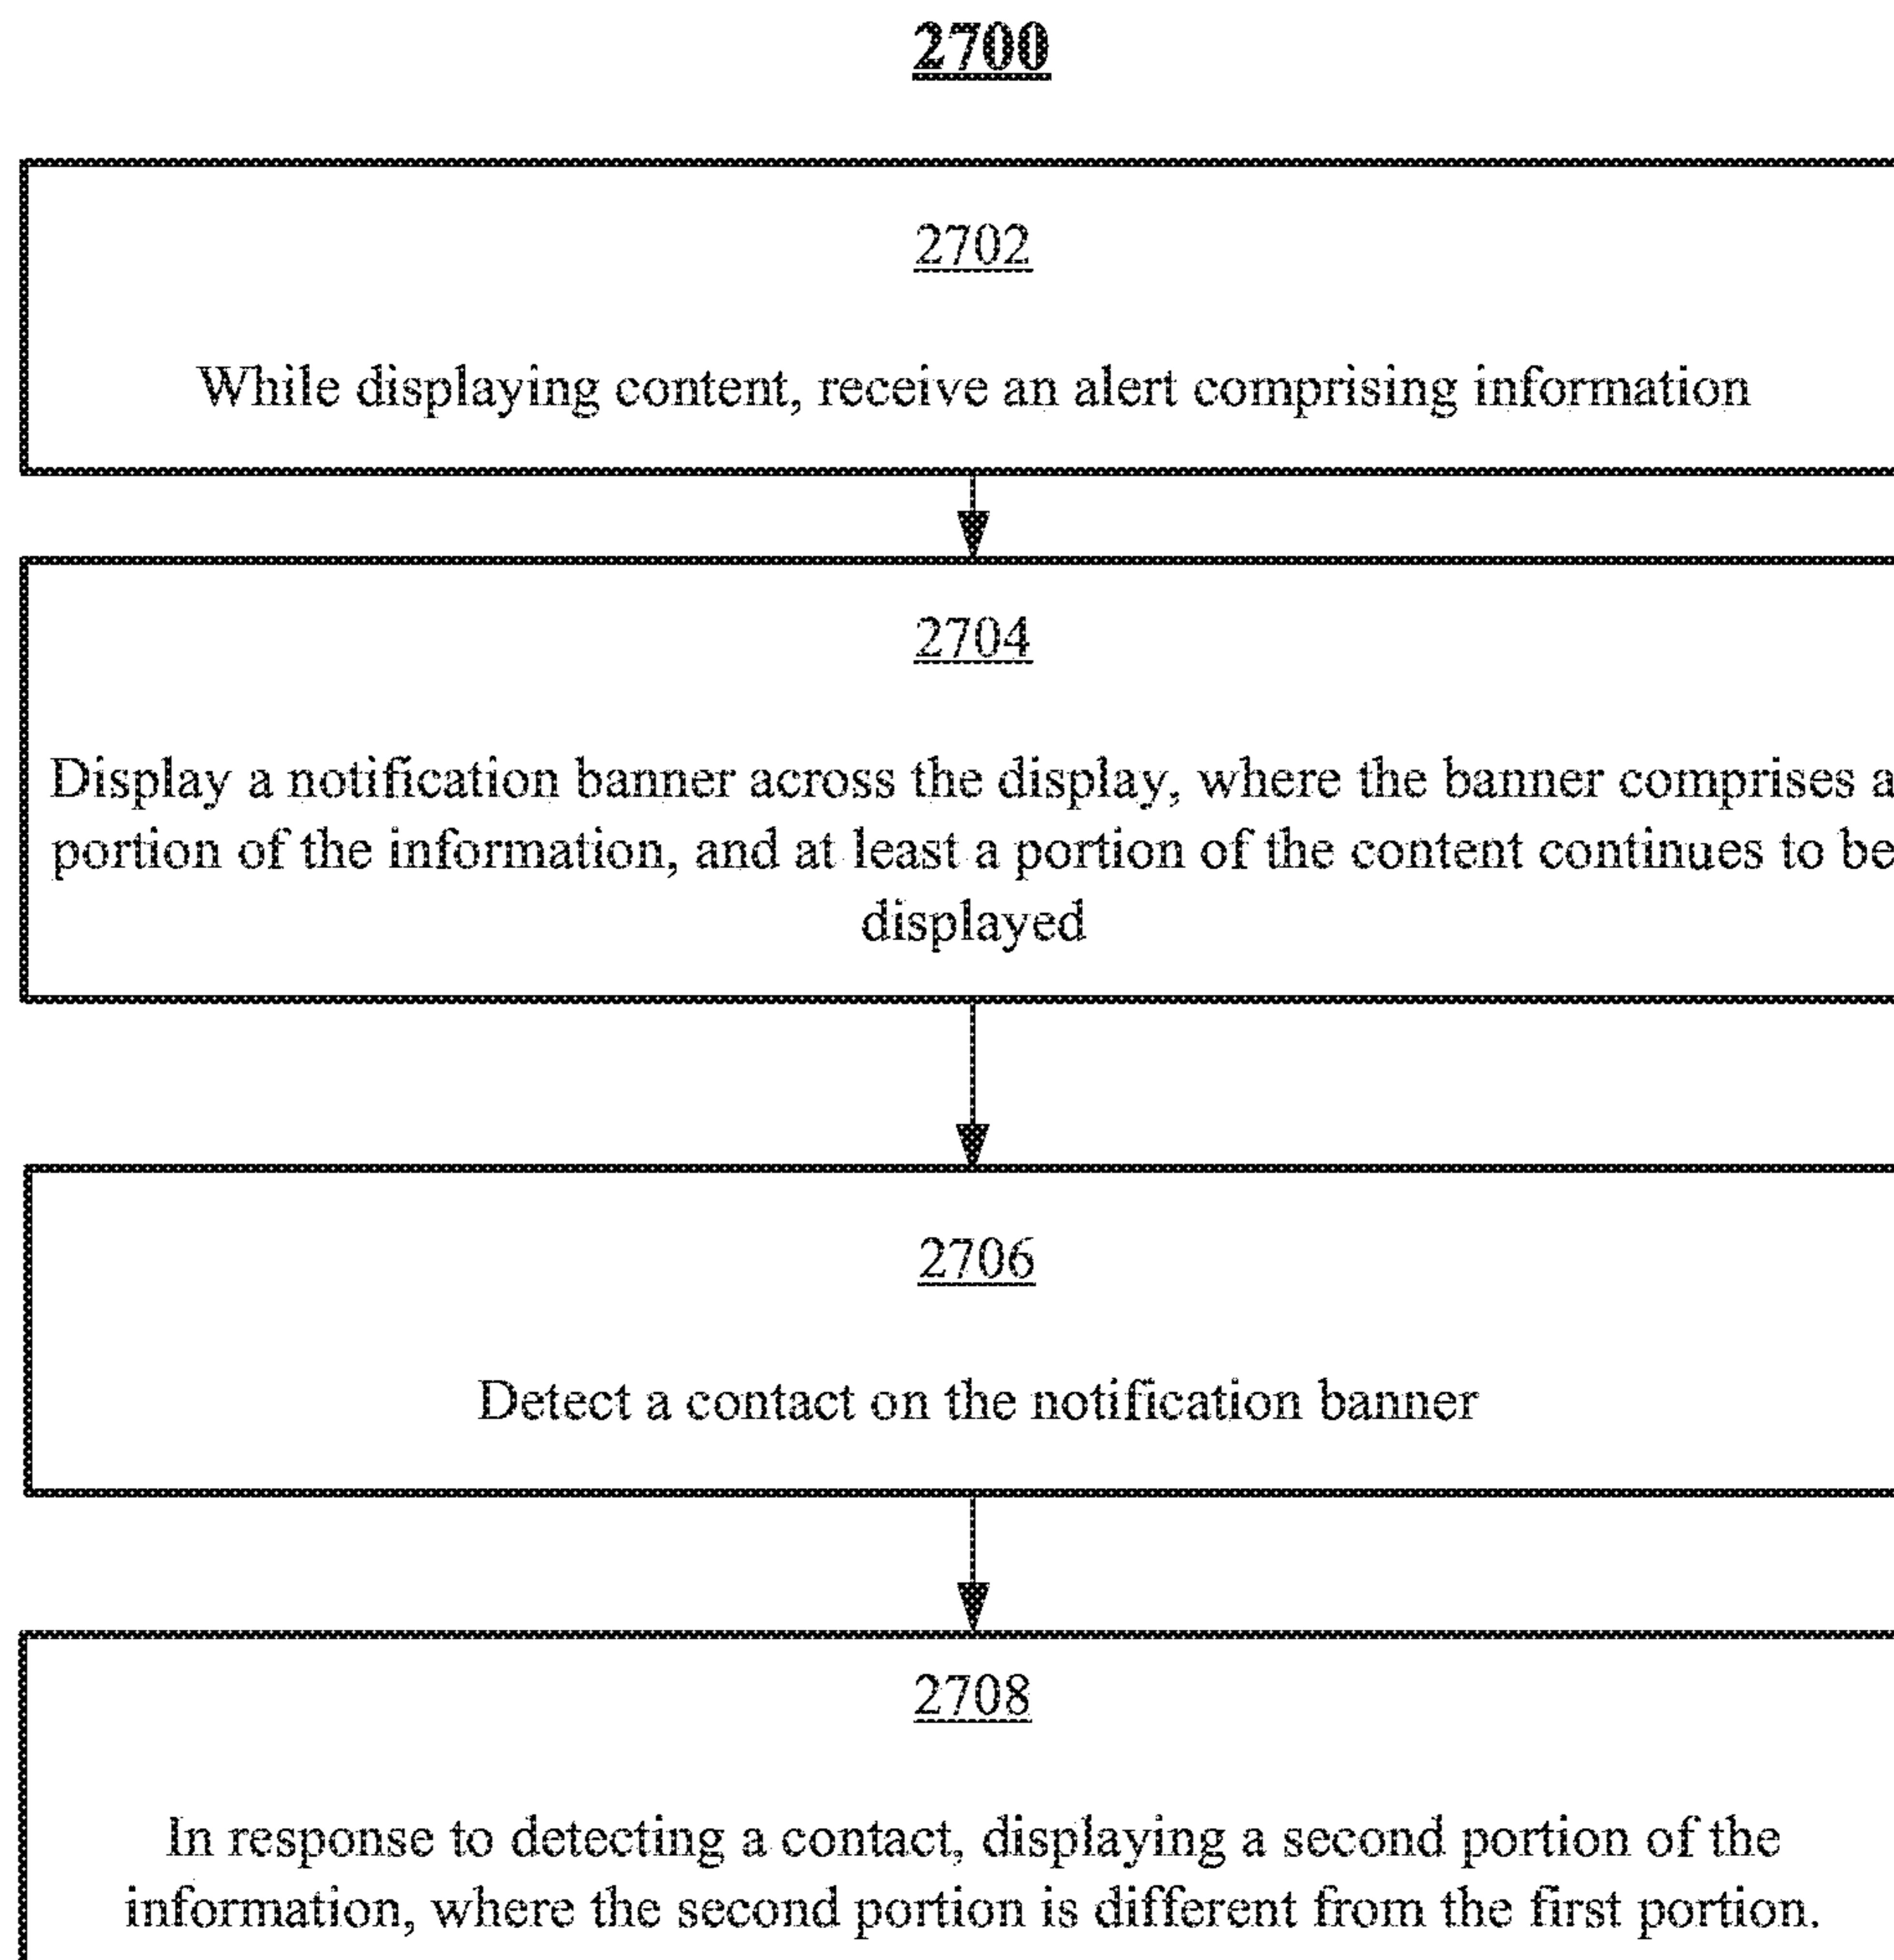 2700
2702
While displaying content, receive an alert comprising information
2704
Display a notification banner across the display, where the banner comprises a
portion of the information, and at least a portion of the content continues to be
displayed
2706
Detect a contact on the notification banner
2708
In response to detecting a contact, displaying a second portion of the
information, where the second portion is different from the first portion.